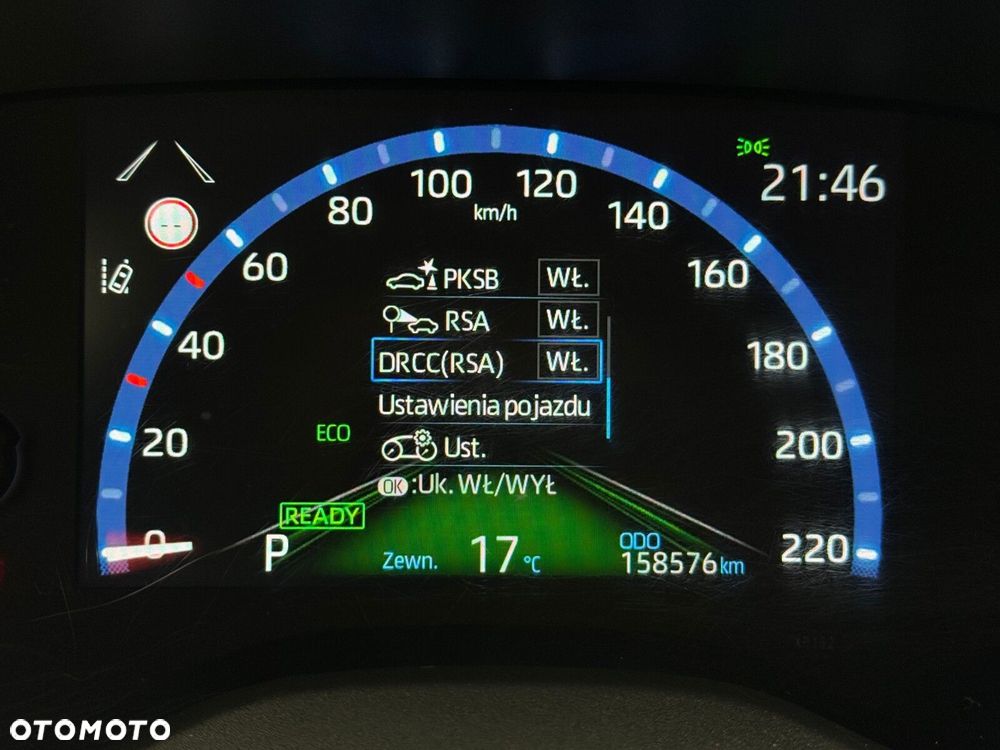 21:46
0
20
40
60
80
100
120
140
160
180
200
220
km/h
PKSB WŁ.
RSA WŁ.
DRCC(RSA) WŁ.
Ustawienia pojazdu
Ust.
OK:Uk. WŁ/WYŁ
ECO
READY
P
Zewn. 17 °C
ODO
158576 km
OTOMOTO